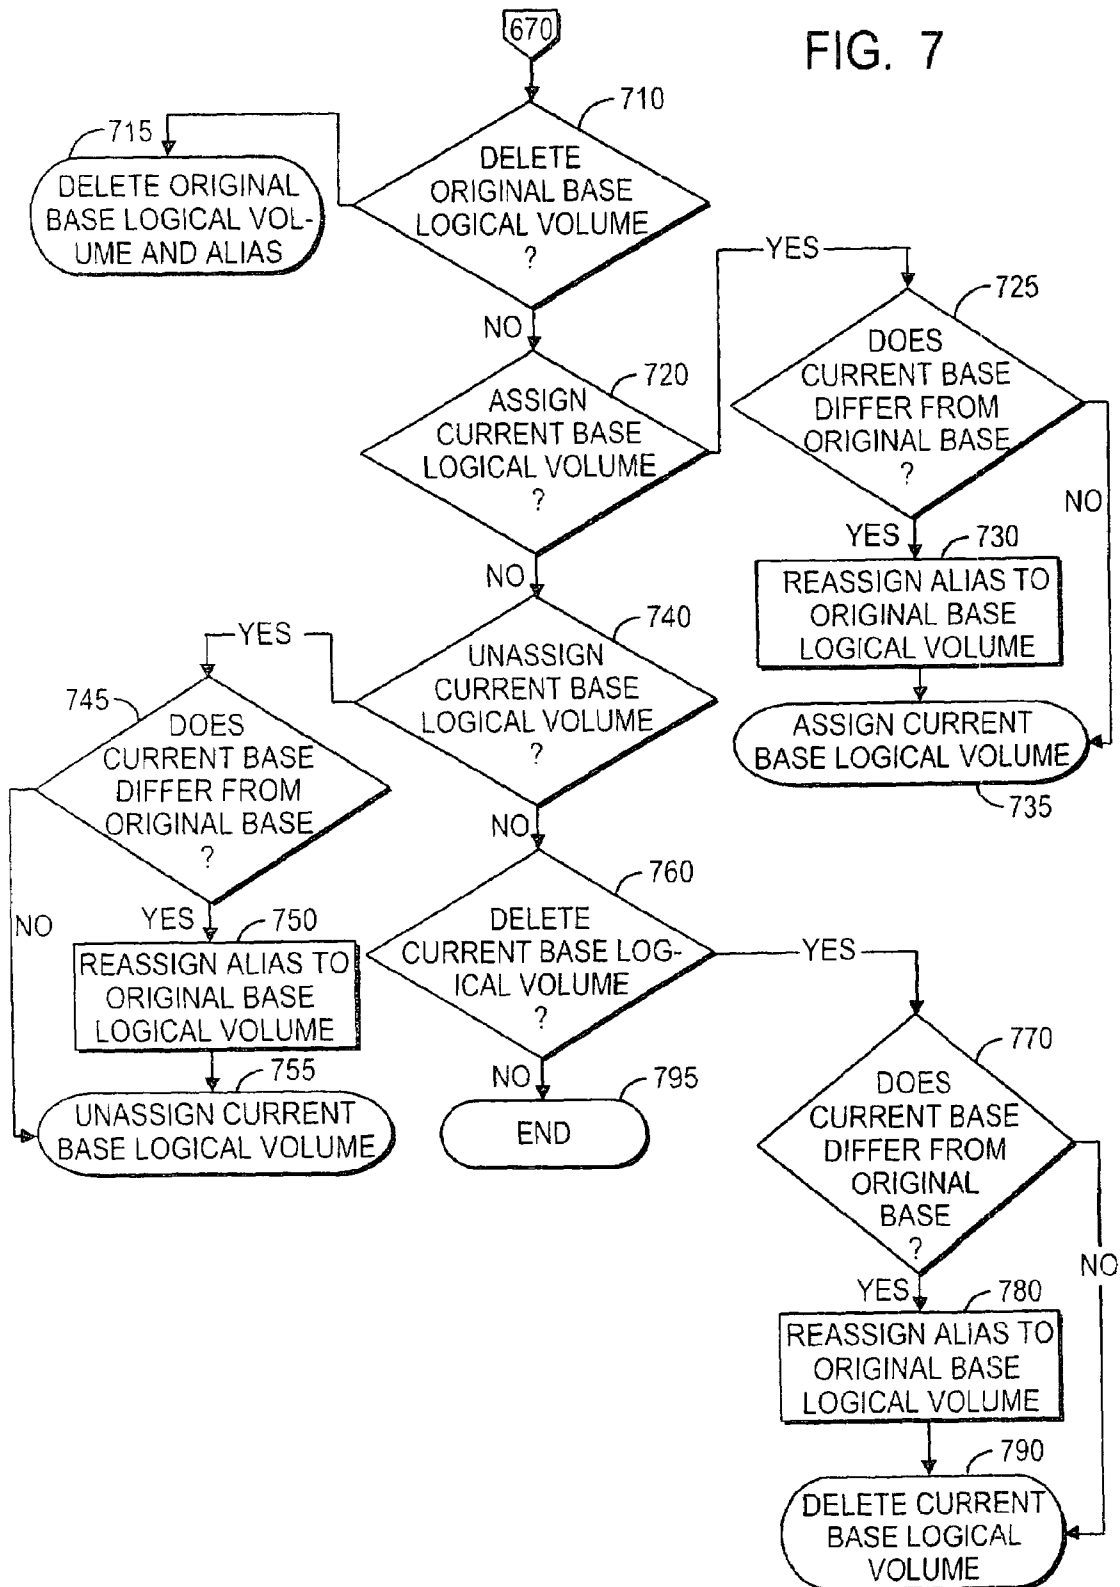 670
FIG. 7
710
DELETE
ORIGINAL BASE
LOGICAL VOLUME
?
715
DELETE ORIGINAL
BASE LOGICAL VOL-
UME AND ALIAS
NO
720
ASSIGN
CURRENT BASE
LOGICAL VOLUME
?
YES
725
DOES
CURRENT BASE
DIFFER FROM
ORIGINAL BASE
?
NO
YES
730
REASSIGN ALIAS TO
ORIGINAL BASE
LOGICAL VOLUME
ASSIGN CURRENT
BASE LOGICAL VOLUME
735
NO
740
UNASSIGN
CURRENT BASE
LOGICAL VOLUME
?
YES
745
DOES
CURRENT BASE
DIFFER FROM
ORIGINAL BASE
?
NO
YES
750
REASSIGN ALIAS TO
ORIGINAL BASE
LOGICAL VOLUME
755
UNASSIGN CURRENT
BASE LOGICAL VOLUME
NO
760
DELETE
CURRENT BASE LOG-
ICAL VOLUME
?
NO
795
END
YES
770
DOES
CURRENT BASE
DIFFER FROM
ORIGINAL
BASE
?
NO
YES
780
REASSIGN ALIAS TO
ORIGINAL BASE
LOGICAL VOLUME
790
DELETE CURRENT
BASE LOGICAL
VOLUME